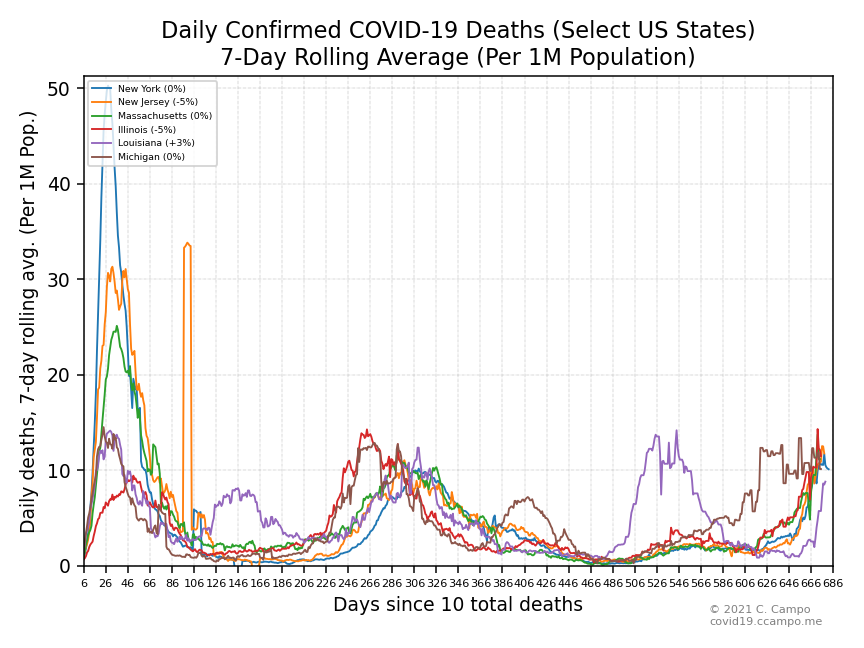 Daily Confirmed COVID-19 Deaths (Select US States)
7-Day Rolling Average (Per 1M Population)
Daily deaths, 7-day rolling avg. (Per 1M Pop.)
50
40
30
20
10
0
New York (0%)
New Jersey (-5%)
Massachusetts (0%)
Illinois (-5%)
Louisiana (+3%)
Michigan (0%)
6 26 46 66 86 106 126 146 166 186 206 226 246 266 286 306 326 346 366 386 406 426 446 466 486 506 526 546 566 586 606 626 646 666 686
Days since 10 total deaths
© 2021 C. Campo
covid19.ccampo.me